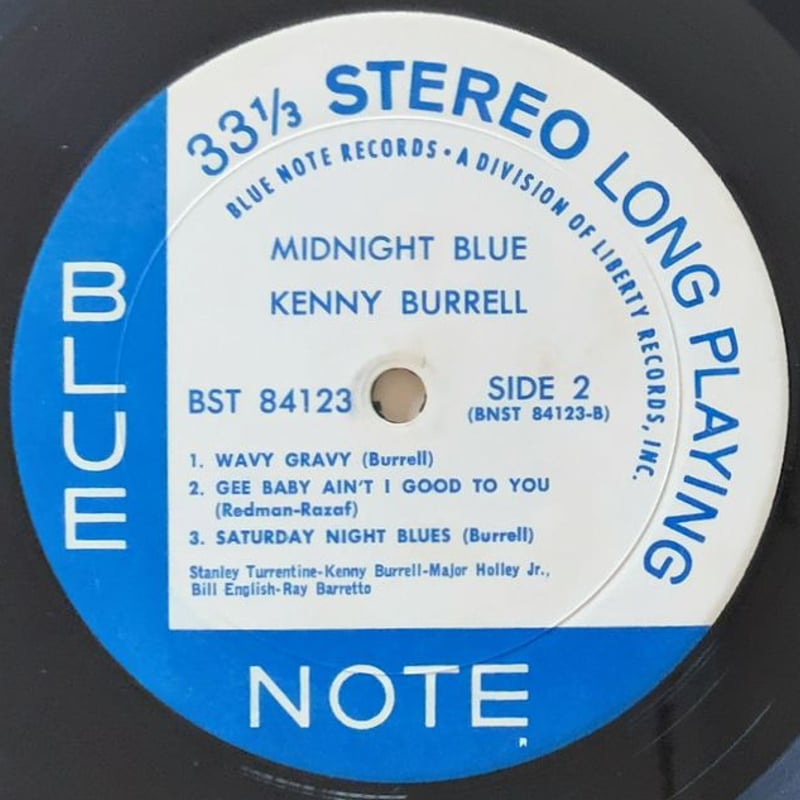 33⅓ STEREO LONG PLAYING
BLUE NOTE RECORDS • A DIVISION OF LIBERTY RECORDS, INC.
MIDNIGHT BLUE
KENNY BURRELL
BST 84123
SIDE 2
(BNST 84123-B)
1. WAVY GRAVY (Burrell)
2. GEE BABY AIN'T I GOOD TO YOU
(Redman-Razaf)
3. SATURDAY NIGHT BLUES (Burrell)
Stanley Turrentine-Kenny Burrell-Major Holley Jr.,
Bill English-Ray Barretto
BLUE
NOTE